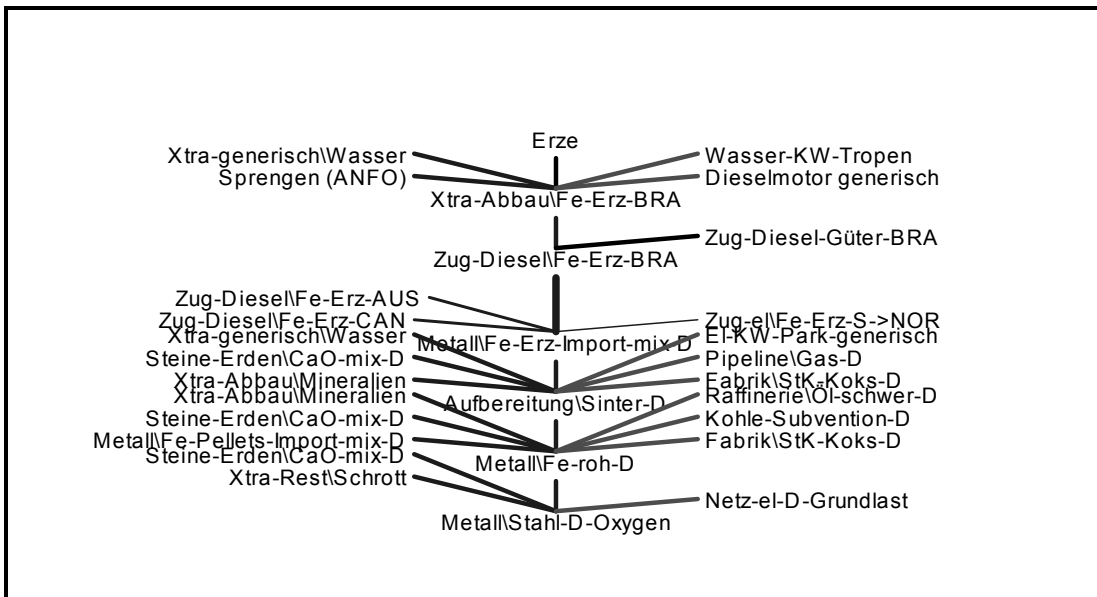 Erze
Xtra-generisch\Wasser
Wasser-KW-Tropen
Sprengen (ANFO)
Dieselmotor generisch
Xtra-Abbau\Fe-Erz-BRA
Zug-Diesel-Güter-BRA
Zug-Diesel\Fe-Erz-BRA
Zug-Diesel\Fe-Erz-AUS
Zug-Diesel\Fe-Erz-CAN
Zug-el\Fe-Erz-S->NOR
Xtra-generisch\Wasser
El-KW-Park-generisch
Metall\Fe-Erz-Import-mix-D
Steine-Erden\CaO-mix-D
Pipeline\Gas-D
Xtra-Abbau\Mineralien
Fabrik\StK-Koks-D
Xtra-Abbau\Mineralien
Raffinerie\Öl-schwer-D
Aufbereitung\Sinter-D
Steine-Erden\CaO-mix-D
Kohle-Subvention-D
Metall\Fe-Pellets-Import-mix-D
Fabrik\StK-Koks-D
Steine-Erden\CaO-mix-D
Metall\Fe-roh-D
Xtra-Rest\Schrott
Netz-el-D-Grundlast
Metall\Stahl-D-Oxygen